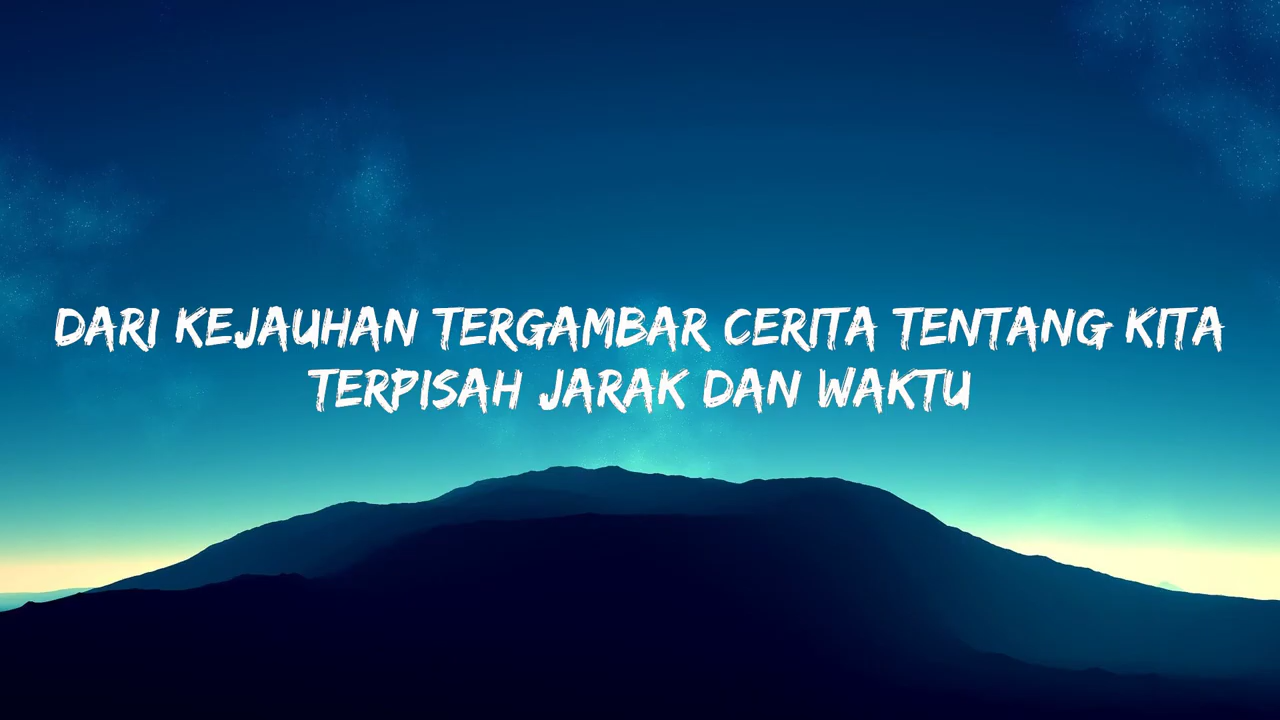 DARI KEJAUHAN TERGAMBAR CERITA TENTANG KITA
TERPISAH JARAK DAN WAKTU